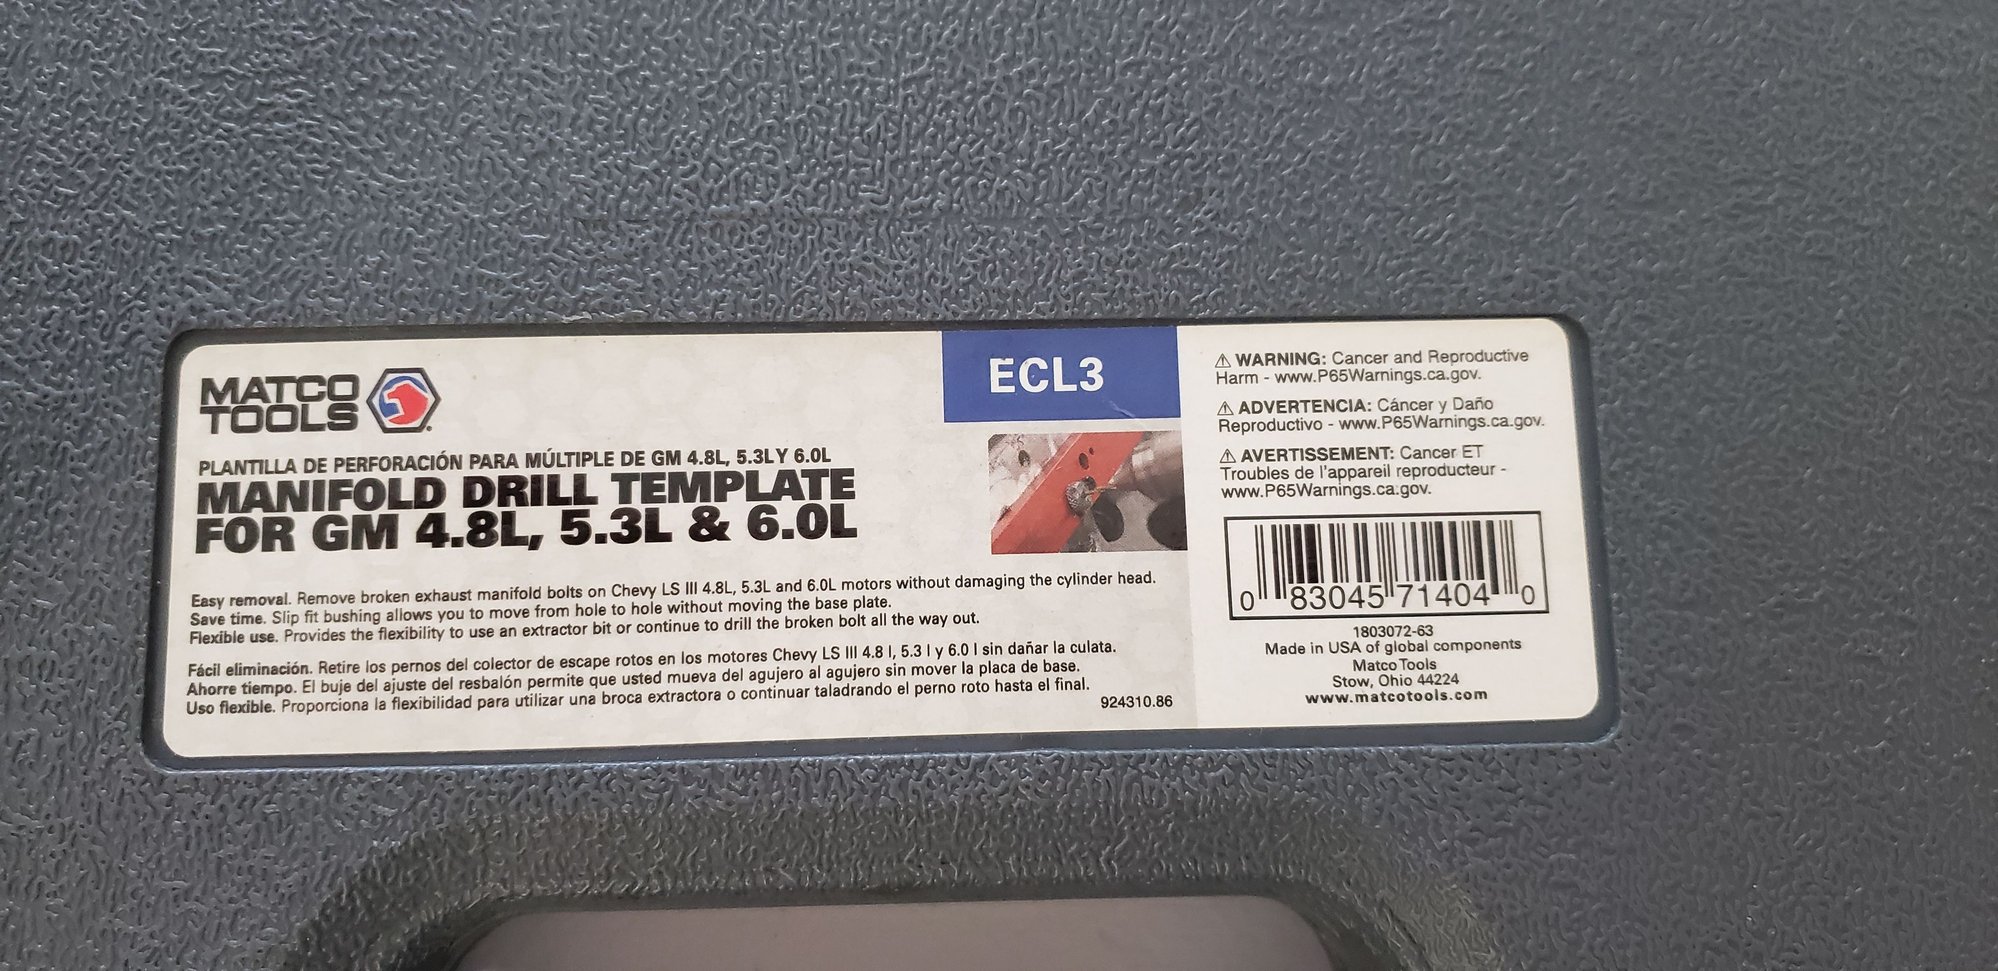 MATCO
TOOLS
PLANTILLA DE PERFORACIÓN PARA MÚLTIPLE DE GM 4.8L, 5.3L Y 6.0L
MANIFOLD DRILL TEMPLATE
FOR GM 4.8L, 5.3L & 6.0L
ECL3
Easy removal. Remove broken exhaust manifold bolts on Chevy LS III 4.8L, 5.3L and 6.0L motors without damaging the cylinder head.
Save time. Slip fit bushing allows you to move from hole to hole without moving the base plate.
Flexible use. Provides the flexibility to use an extractor bit or continue to drill the broken bolt all the way out.
Fácil eliminación. Retire los pernos del colector de escape rotos en los motores Chevy LS III 4.8 l, 5.3 l y 6.0 l sin dañar la culata.
Ahorre tiempo. El buje del ajuste del resbalón permite que usted mueva del agujero al agujero sin mover la placa de base.
Uso flexible. Proporciona la flexibilidad para utilizar una broca extractora o continuar taladrando el perno roto hasta el final.
924310.86
⚠ WARNING: Cancer and Reproductive
Harm - www.P65Warnings.ca.gov.
⚠ ADVERTENCIA: Cáncer y Daño
Reproductivo - www.P65Warnings.ca.gov.
⚠ AVERTISSEMENT: Cancer ET
Troubles de l'appareil reproducteur -
www.P65Warnings.ca.gov.
0 83045 71404 0
1803072-63
Made in USA of global components
Matco Tools
Stow, Ohio 44224
www.matcotools.com